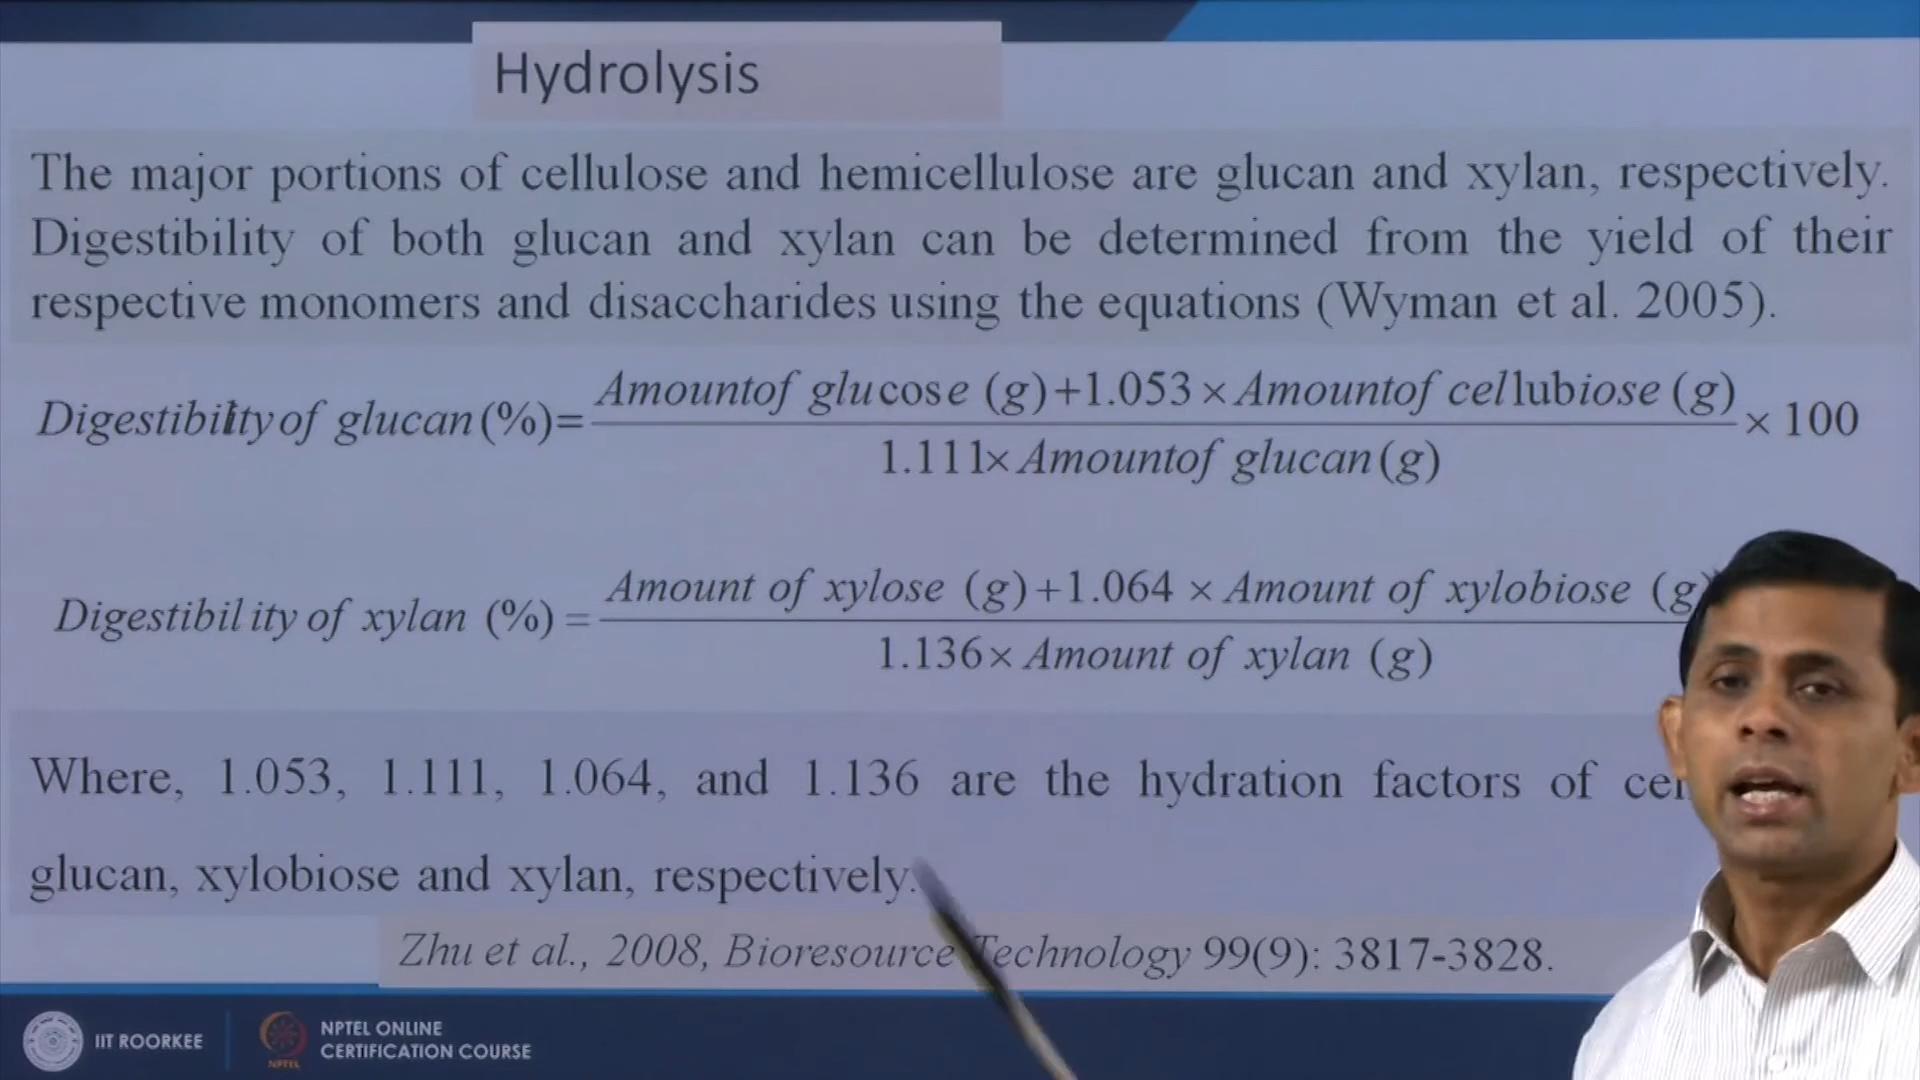 Hydrolysis
The major portions of cellulose and hemicellulose are glucan and xylan, respectively.
Digestibility of both glucan and xylan can be determined from the yield of their
respective monomers and disaccharides using the equations (Wyman et al. 2005).
Digestibility of glucan (%) = Amountof glucose (g)+1.053 × Amountof cellubiose (g) / 1.111× Amountof glucan (g) × 100
Digestibility of xylan (%) = Amount of xylose (g)+1.064 × Amount of xylobiose (g / 1.136× Amount of xylan (g)
Where, 1.053, 1.111, 1.064, and 1.136 are the hydration factors of
glucan, xylobiose and xylan, respectively.
Zhu et al., 2008, Bioresource Technology 99(9): 3817-3828.
IIT ROORKEE
NPTEL
NPTEL ONLINE
CERTIFICATION COURSE